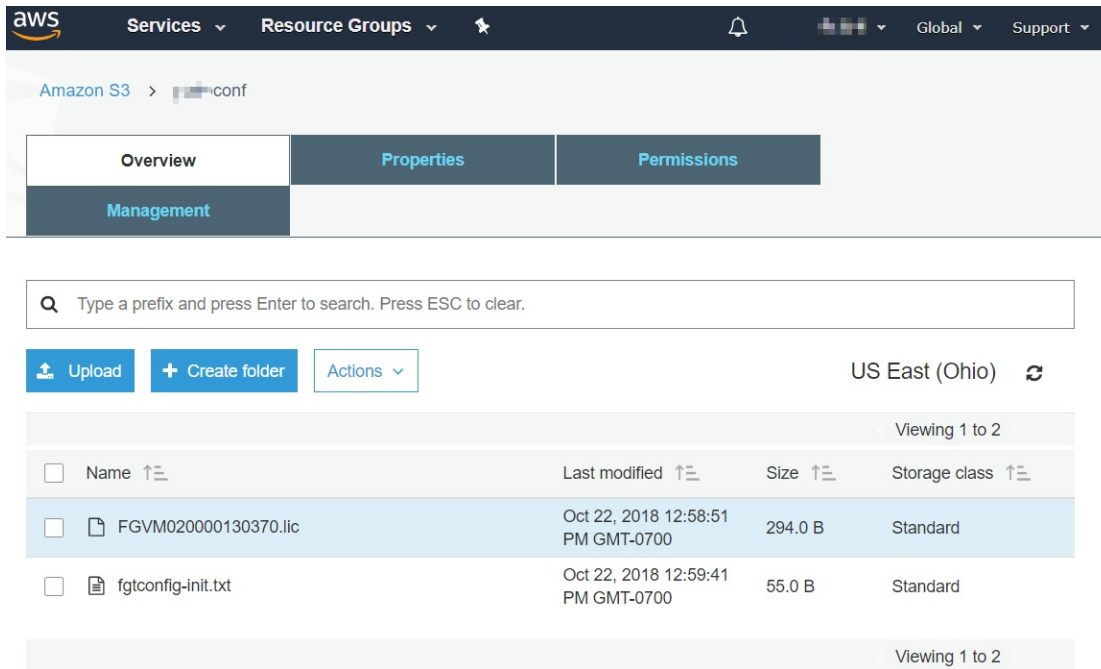 aws Services Resource Groups Global Support
Amazon S3 > conf
Overview Properties Permissions
Management
Type a prefix and press Enter to search. Press ESC to clear.
Upload + Create folder Actions US East (Ohio)
Viewing 1 to 2
Name Last modified Size Storage class
FGVM020000130370.lic Oct 22, 2018 12:58:51 PM GMT-0700 294.0 B Standard
fgtconfig-init.txt Oct 22, 2018 12:59:41 PM GMT-0700 55.0 B Standard
Viewing 1 to 2